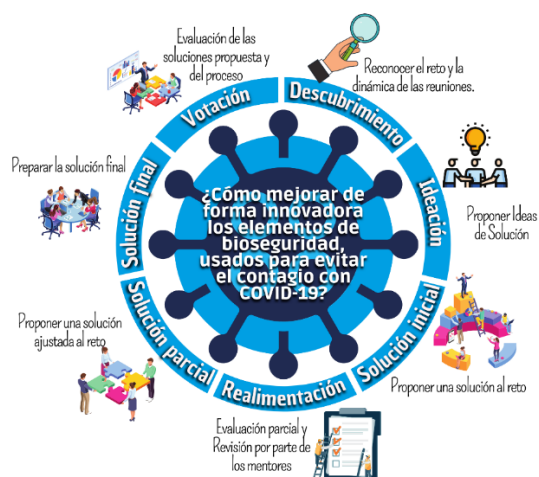 ¿Cómo mejorar de
forma innovadora
los elementos de
bioseguridad,
usados para evitar
el contagio con
COVID-19?
Descubrimiento
Reconocer el reto y la
dinámica de las reuniones.
Ideación
Proponer Ideas
de Solución
Solución inicial
Proponer una solución al reto
Realimentación
Evaluación parcial y
Revisión por parte de
los mentores
Solución parcial
Proponer una solución
ajustada al reto
Solución final
Preparar la solución final
Votación
Evaluación de las
soluciones propuesta y
del proceso